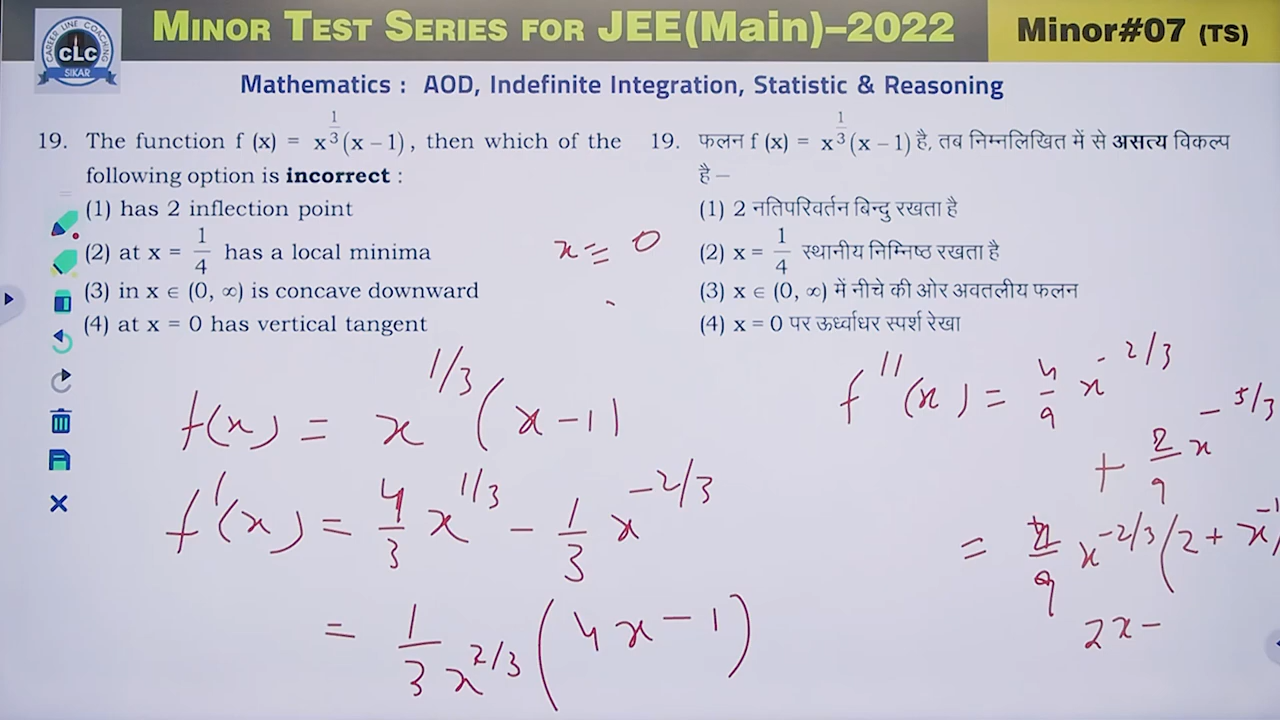 CAREER LINE COACHING
CLC
SIKAR
MINOR TEST SERIES FOR JEE(MAIN)–2022
Minor#07 (TS)
Mathematics : AOD, Indefinite Integration, Statistic & Reasoning
19. The function f (x) = x^(1/3)(x – 1), then which of the
following option is incorrect :
(1) has 2 inflection point
(2) at x = 1/4 has a local minima
(3) in x ∈ (0, ∞) is concave downward
(4) at x = 0 has vertical tangent
19. फलन f (x) = x^(1/3)(x – 1) है, तब निम्नलिखित में से असत्य विकल्प
है –
(1) 2 नतिपरिवर्तन बिन्दु रखता है
(2) x = 1/4 स्थानीय निम्निष्ठ रखता है
(3) x ∈ (0, ∞) में नीचे की ओर अवतलीय फलन
(4) x = 0 पर ऊर्ध्वाधर स्पर्श रेखा
x = 0
f(x) = x^(1/3) (x – 1)
f'(x) = 4/3 x^(1/3) – 1/3 x^(–2/3)
= 1/(3x^(2/3)) (4x – 1)
f''(x) = 4/9 x^(–2/3)
+ 2/9 x^(–5/3)
x^(–2/3) (2 + x^(–1)
2x –